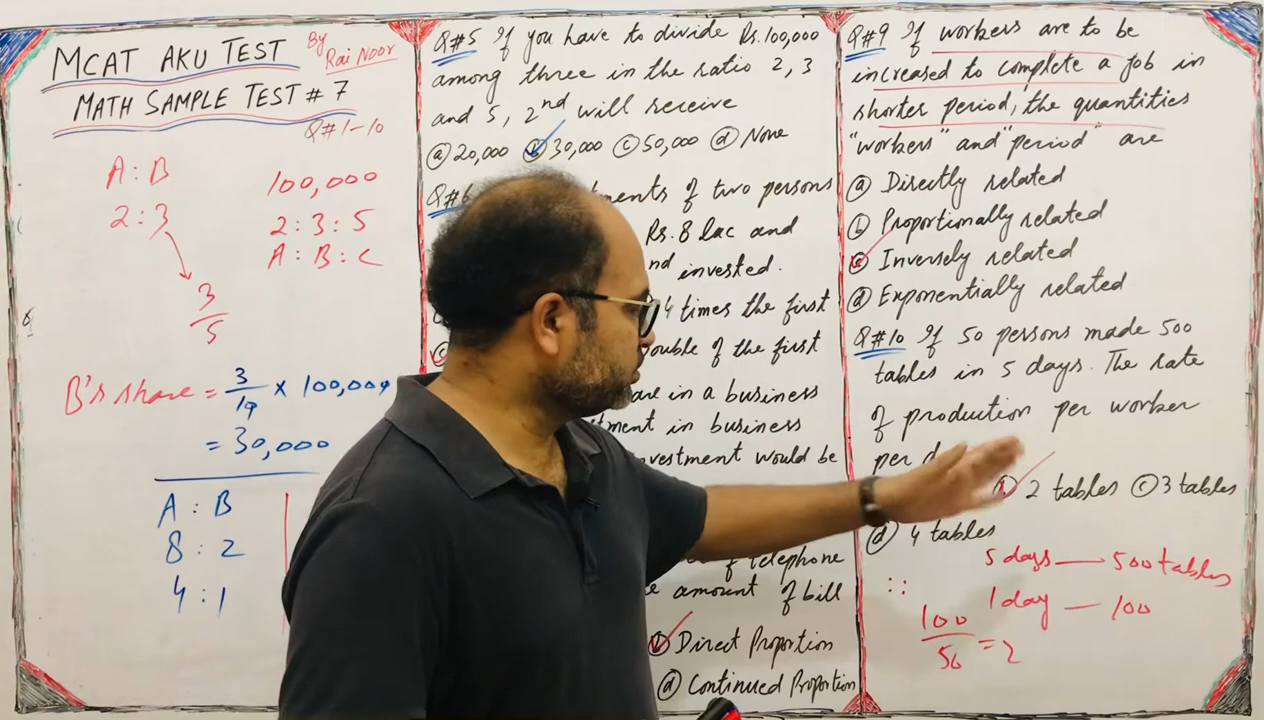 MCAT AKU TEST
By
Rai Noor
MATH SAMPLE TEST # 7
Q#1-10
A : B
2 : 3
3
5
100,000
2 : 3 : 5
A : B : C
B's share = 3/10 × 100,000
= 30,000
A : B
8 : 2
4 : 1
Q#5 If you have to divide Rs.100,000
among three in the ratio 2, 3
and 5, 2nd will receive
(a) 20,000 (b) 30,000 (c) 50,000 (d) None
Q#6
ments of two persons
Rs. 8 lac and
nd invested.
4 times the first
ouble of the first
are in a business
tment in business
vestment would be
of telephone
amount of bill
(b) Direct Proportion
(d) Continued Proportion
Q#9 If workers are to be
increased to complete a job in
shorter period, the quantities
"workers" and "period" are
(a) Directly related
(b) Proportionally related
(c) Inversely related
(d) Exponentially related
Q#10 If 50 persons made 500
tables in 5 days. The rate
of production per worker
per d
2 tables (c) 3 tables
(d) 4 tables
5 days — 500 tables
∷ 1 day — 100
100
50 = 2